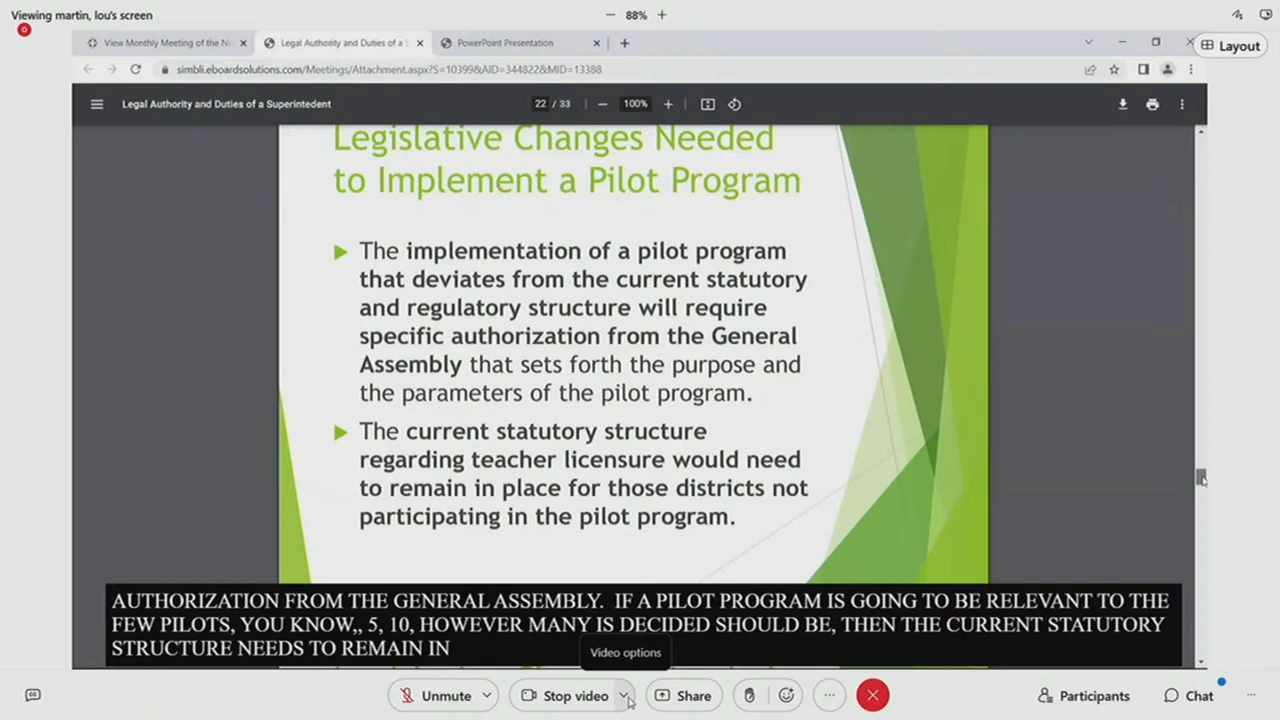 Viewing martin, lou's screen
88%
Layout
View Monthly Meeting of the No
Legal Authority and Duties of a S
PowerPoint Presentation
simbli.eboardsolutions.com/Meetings/Attachment.aspx?S=10399&AID=344822&MID=13388
Legal Authority and Duties of a Superintedent
22 / 33
100%
Legislative Changes Needed
to Implement a Pilot Program
The implementation of a pilot program
that deviates from the current statutory
and regulatory structure will require
specific authorization from the General
Assembly that sets forth the purpose and
the parameters of the pilot program.
The current statutory structure
regarding teacher licensure would need
to remain in place for those districts not
participating in the pilot program.
AUTHORIZATION FROM THE GENERAL ASSEMBLY. IF A PILOT PROGRAM IS GOING TO BE RELEVANT TO THE
FEW PILOTS, YOU KNOW,, 5, 10, HOWEVER MANY IS DECIDED SHOULD BE, THEN THE CURRENT STATUTORY
STRUCTURE NEEDS TO REMAIN IN
Video options
Unmute
Stop video
Share
Participants
Chat